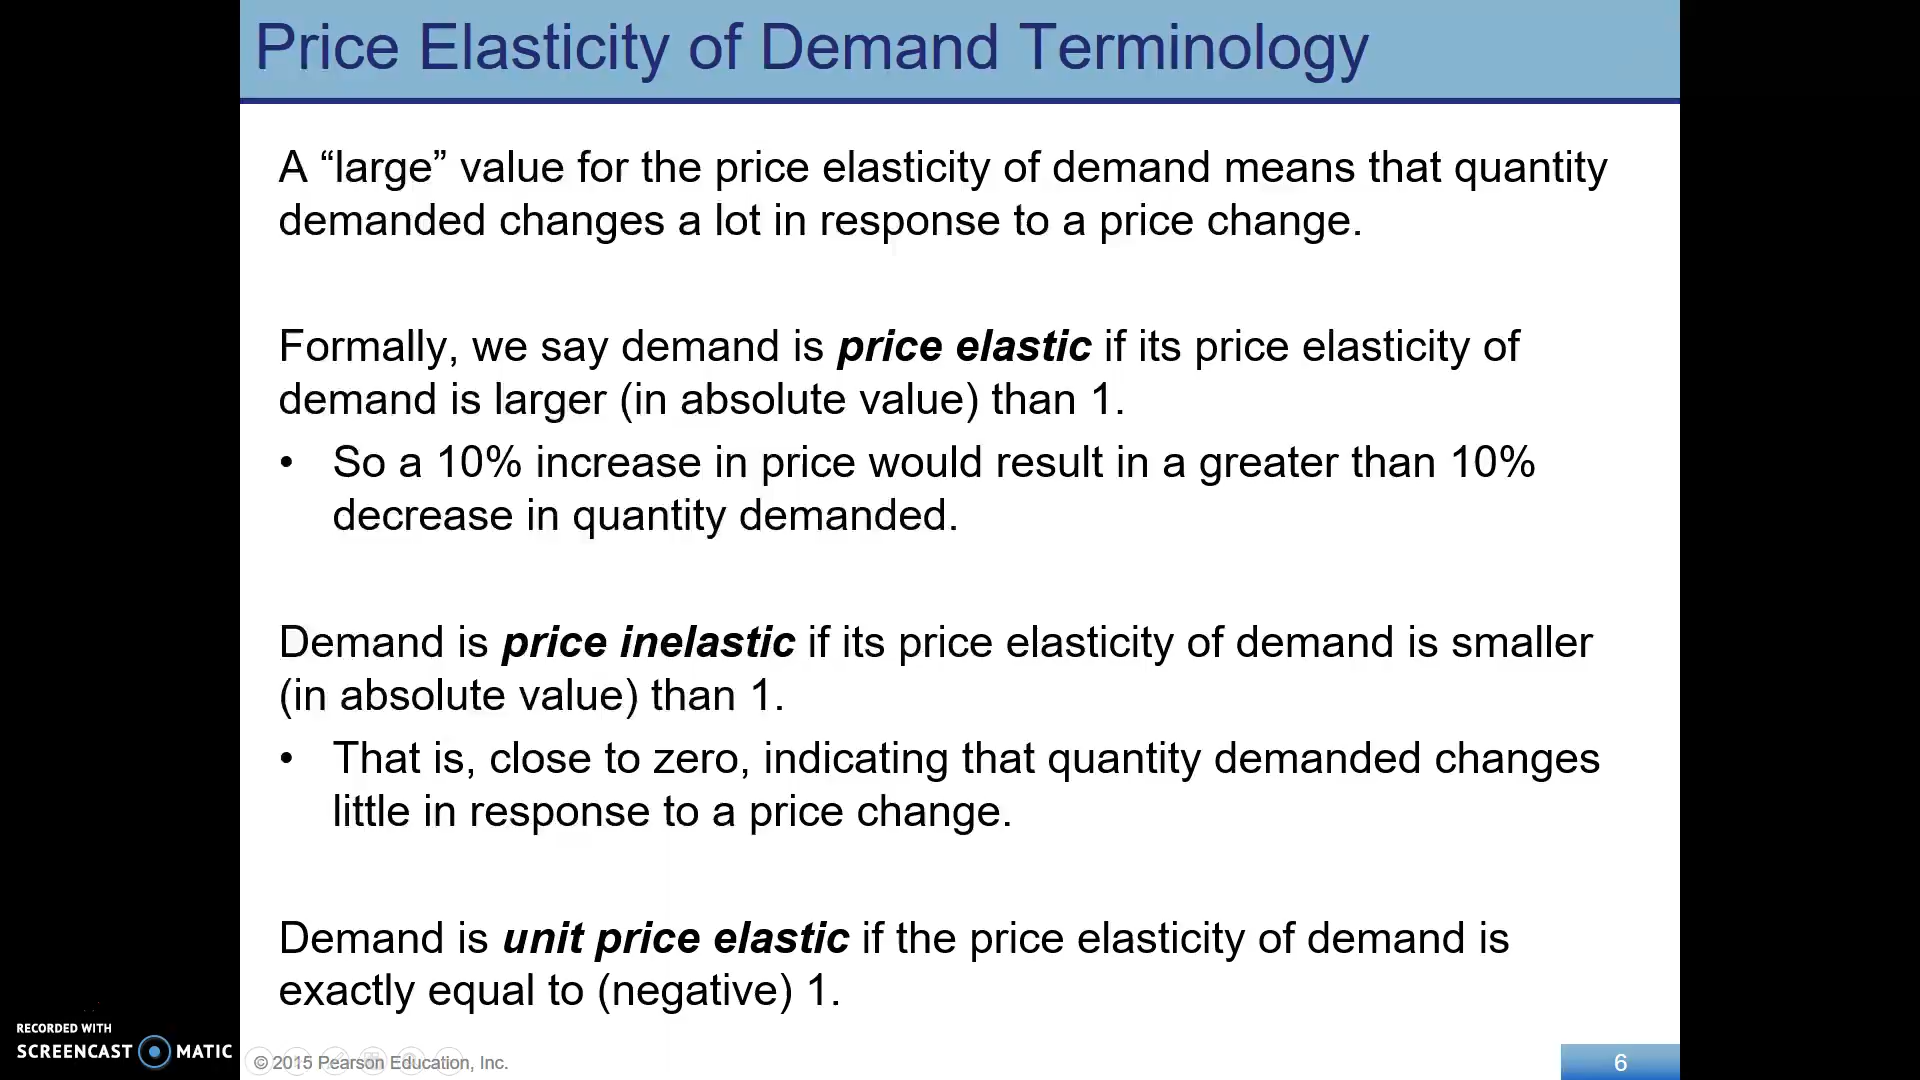 Price Elasticity of Demand Terminology
A “large” value for the price elasticity of demand means that quantity
demanded changes a lot in response to a price change.
Formally, we say demand is price elastic if its price elasticity of
demand is larger (in absolute value) than 1.
• So a 10% increase in price would result in a greater than 10%
decrease in quantity demanded.
Demand is price inelastic if its price elasticity of demand is smaller
(in absolute value) than 1.
• That is, close to zero, indicating that quantity demanded changes
little in response to a price change.
Demand is unit price elastic if the price elasticity of demand is
exactly equal to (negative) 1.
RECORDED WITH
SCREENCAST MATIC
© 2015 Pearson Education, Inc.
6